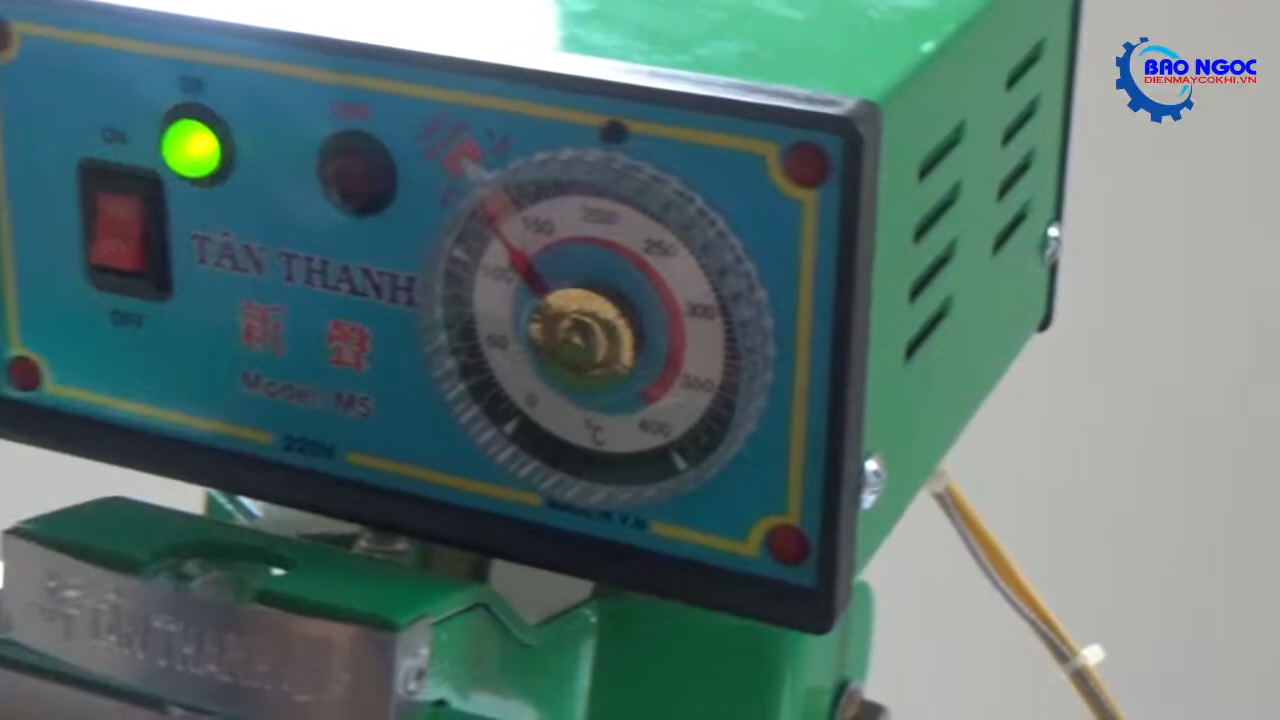 BAO NGOC
DIENMAYCOKHI.VN
ON
OFF
TÂN THANH
新 聲
Model: M5
220V
0
50
100
150
200
250
300
350
400
°C